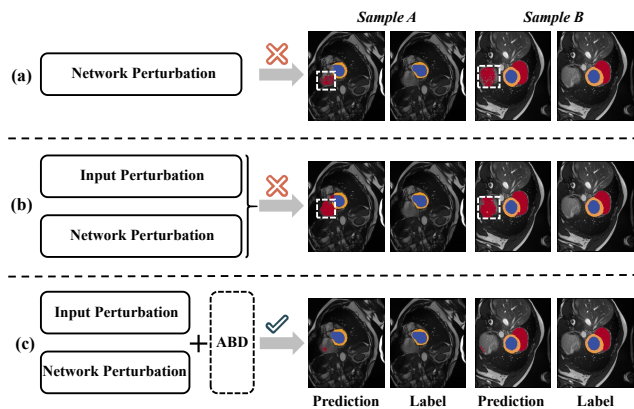 Sample A Sample B
(a) Network Perturbation
(b) Input Perturbation
Network Perturbation
(c) Input Perturbation
Network Perturbation
+ ABD
Prediction Label Prediction Label